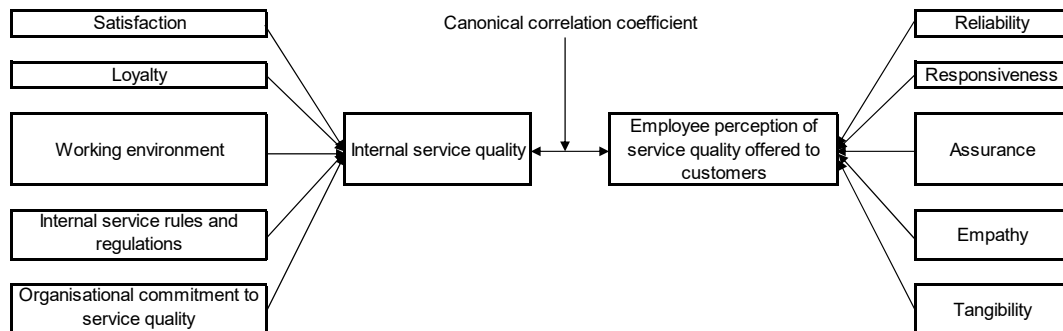 Satisfaction
Loyalty
Working environment
Internal service rules and
regulations
Organisational commitment to
service quality
Canonical correlation coefficient
Internal service quality
Employee perception of
service quality offered to
customers
Reliability
Responsiveness
Assurance
Empathy
Tangibility